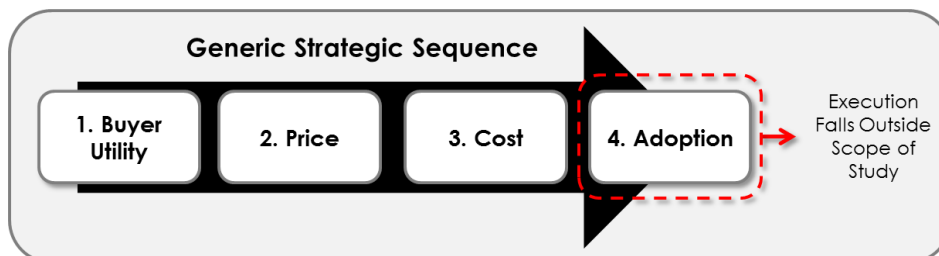 Generic Strategic Sequence
1. Buyer
Utility
2. Price
3. Cost
4. Adoption
Execution
Falls Outside
Scope of
Study